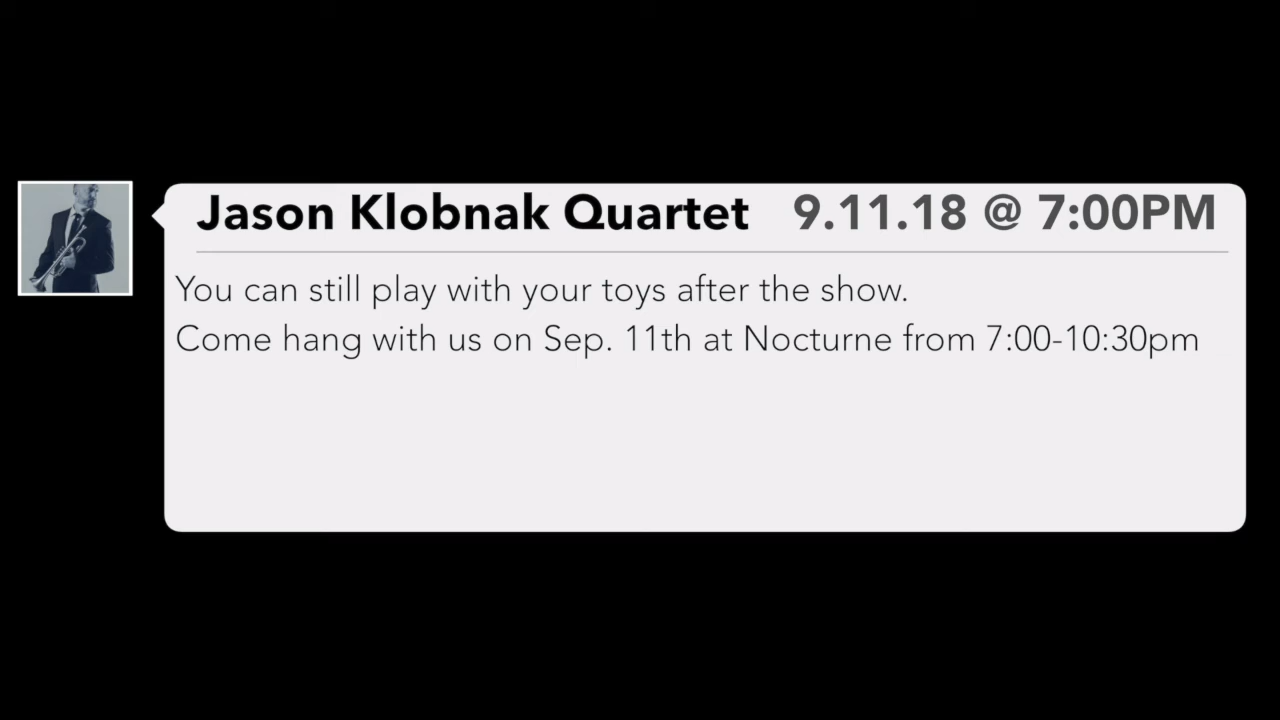 Jason Klobnak Quartet 9.11.18 @ 7:00PM
You can still play with your toys after the show.
Come hang with us on Sep. 11th at Nocturne from 7:00-10:30pm